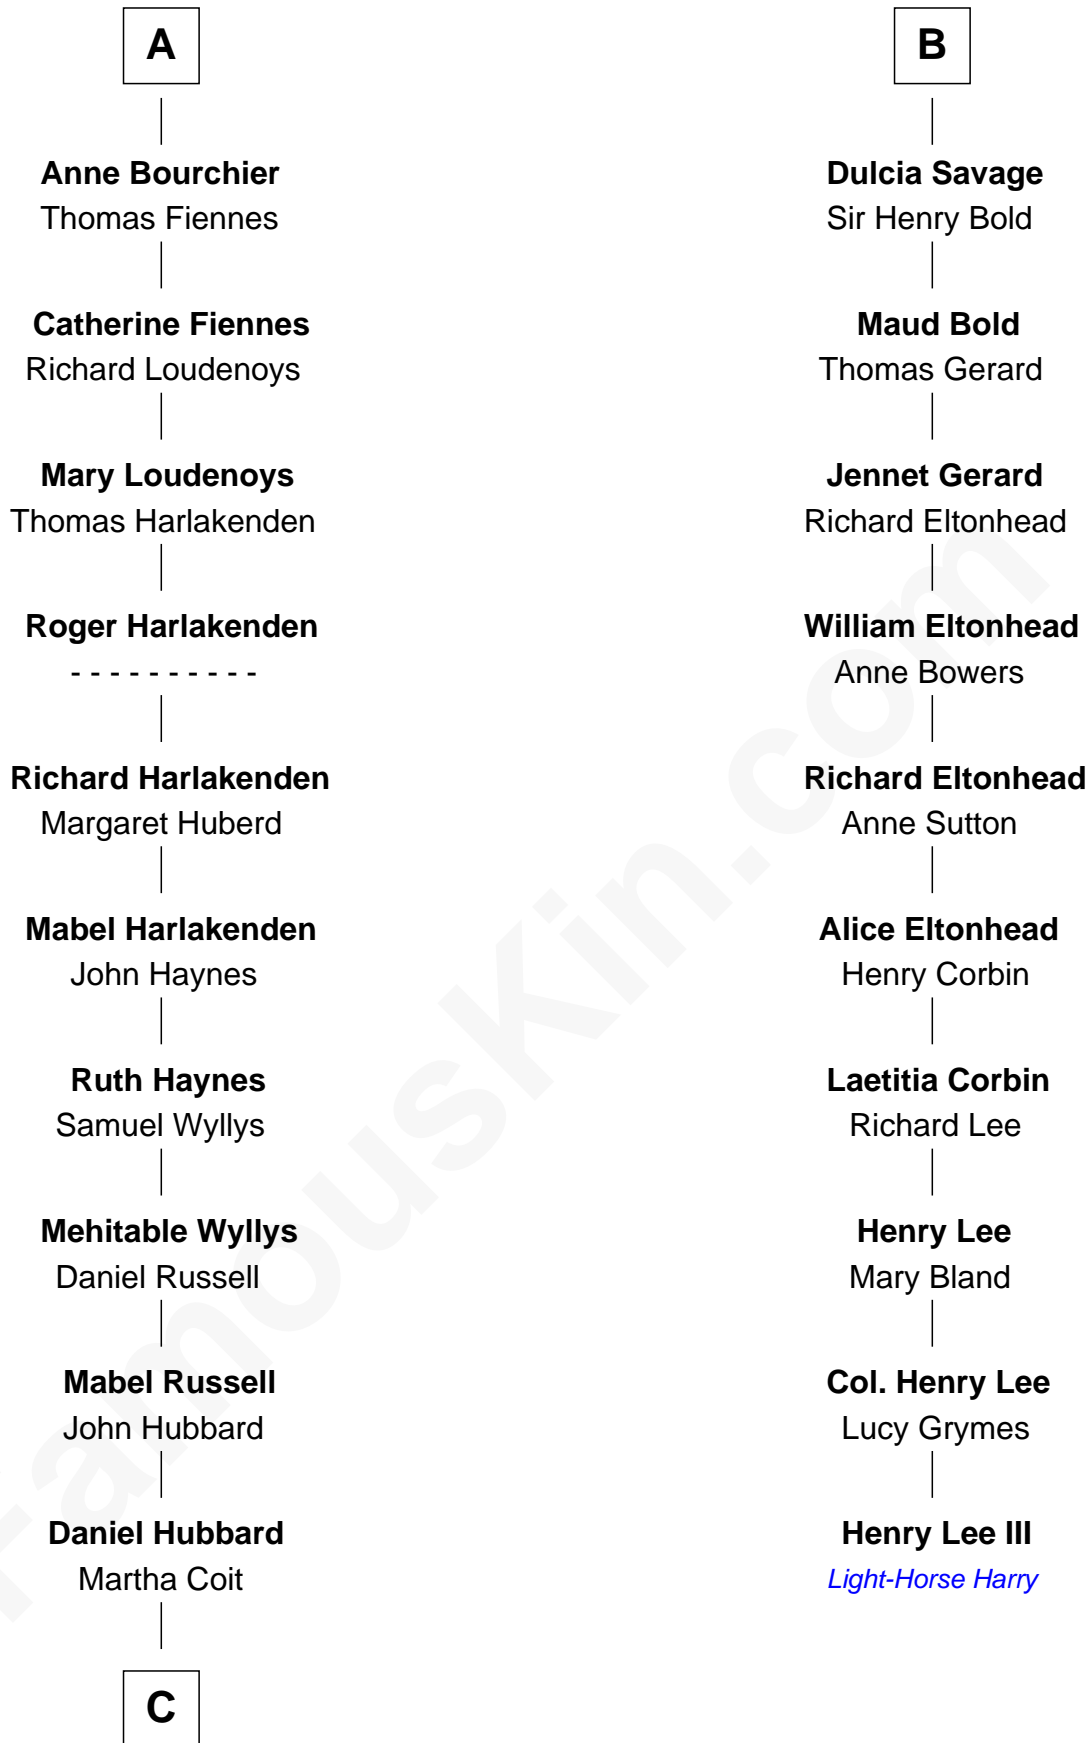 A
Anne Bourchier
Thomas Fiennes
Catherine Fiennes
Richard Loudenoys
Mary Loudenoys
Thomas Harlakenden
Roger Harlakenden
- - - - - - - - - -
Richard Harlakenden
Margaret Huberd
Mabel Harlakenden
John Haynes
Ruth Haynes
Samuel Wyllys
Mehitable Wyllys
Daniel Russell
Mabel Russell
John Hubbard
Daniel Hubbard
Martha Coit
C
B
Dulcia Savage
Sir Henry Bold
Maud Bold
Thomas Gerard
Jennet Gerard
Richard Eltonhead
William Eltonhead
Anne Bowers
Richard Eltonhead
Anne Sutton
Alice Eltonhead
Henry Corbin
Laetitia Corbin
Richard Lee
Henry Lee
Mary Bland
Col. Henry Lee
Lucy Grymes
Henry Lee III
Light-Horse Harry
FamousKin.com